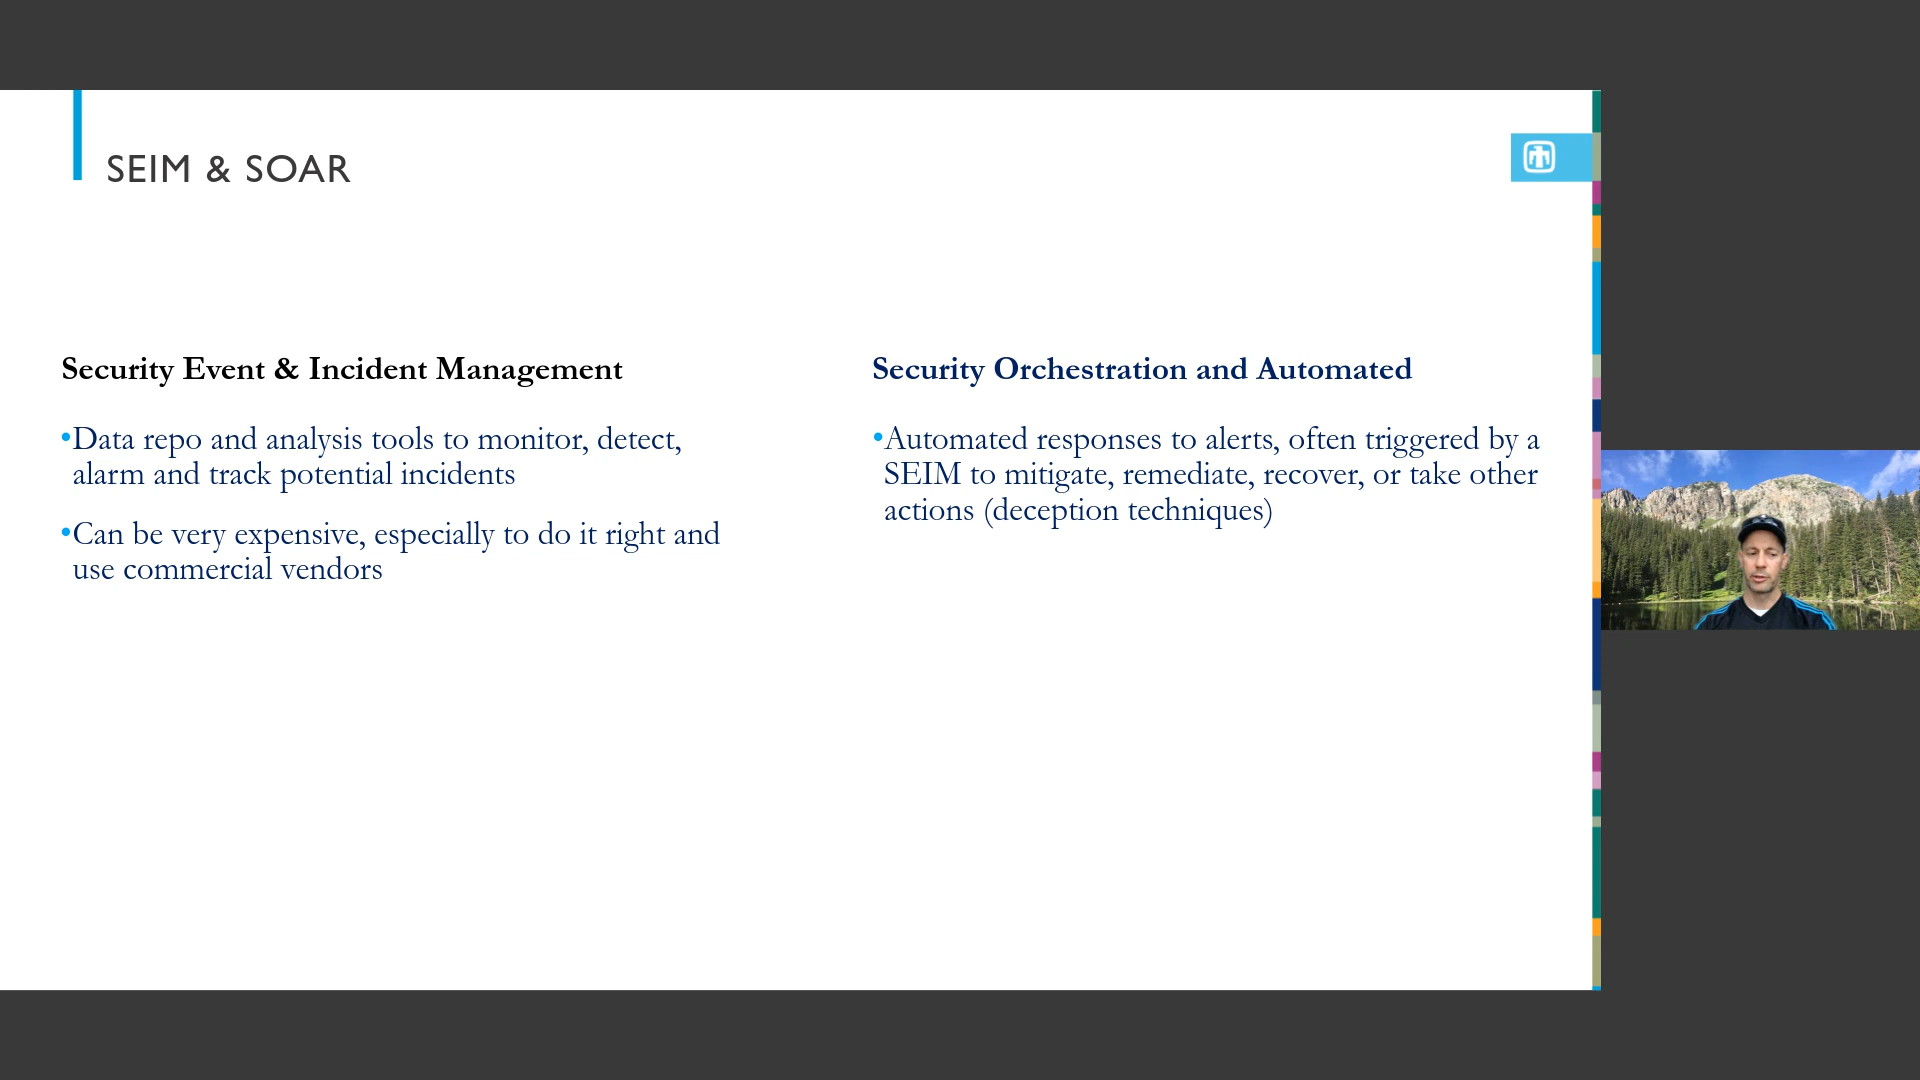 SEIM & SOAR
Security Event & Incident Management
•Data repo and analysis tools to monitor, detect,
alarm and track potential incidents
•Can be very expensive, especially to do it right and
use commercial vendors
Security Orchestration and Automated
•Automated responses to alerts, often triggered by a
SEIM to mitigate, remediate, recover, or take other
actions (deception techniques)